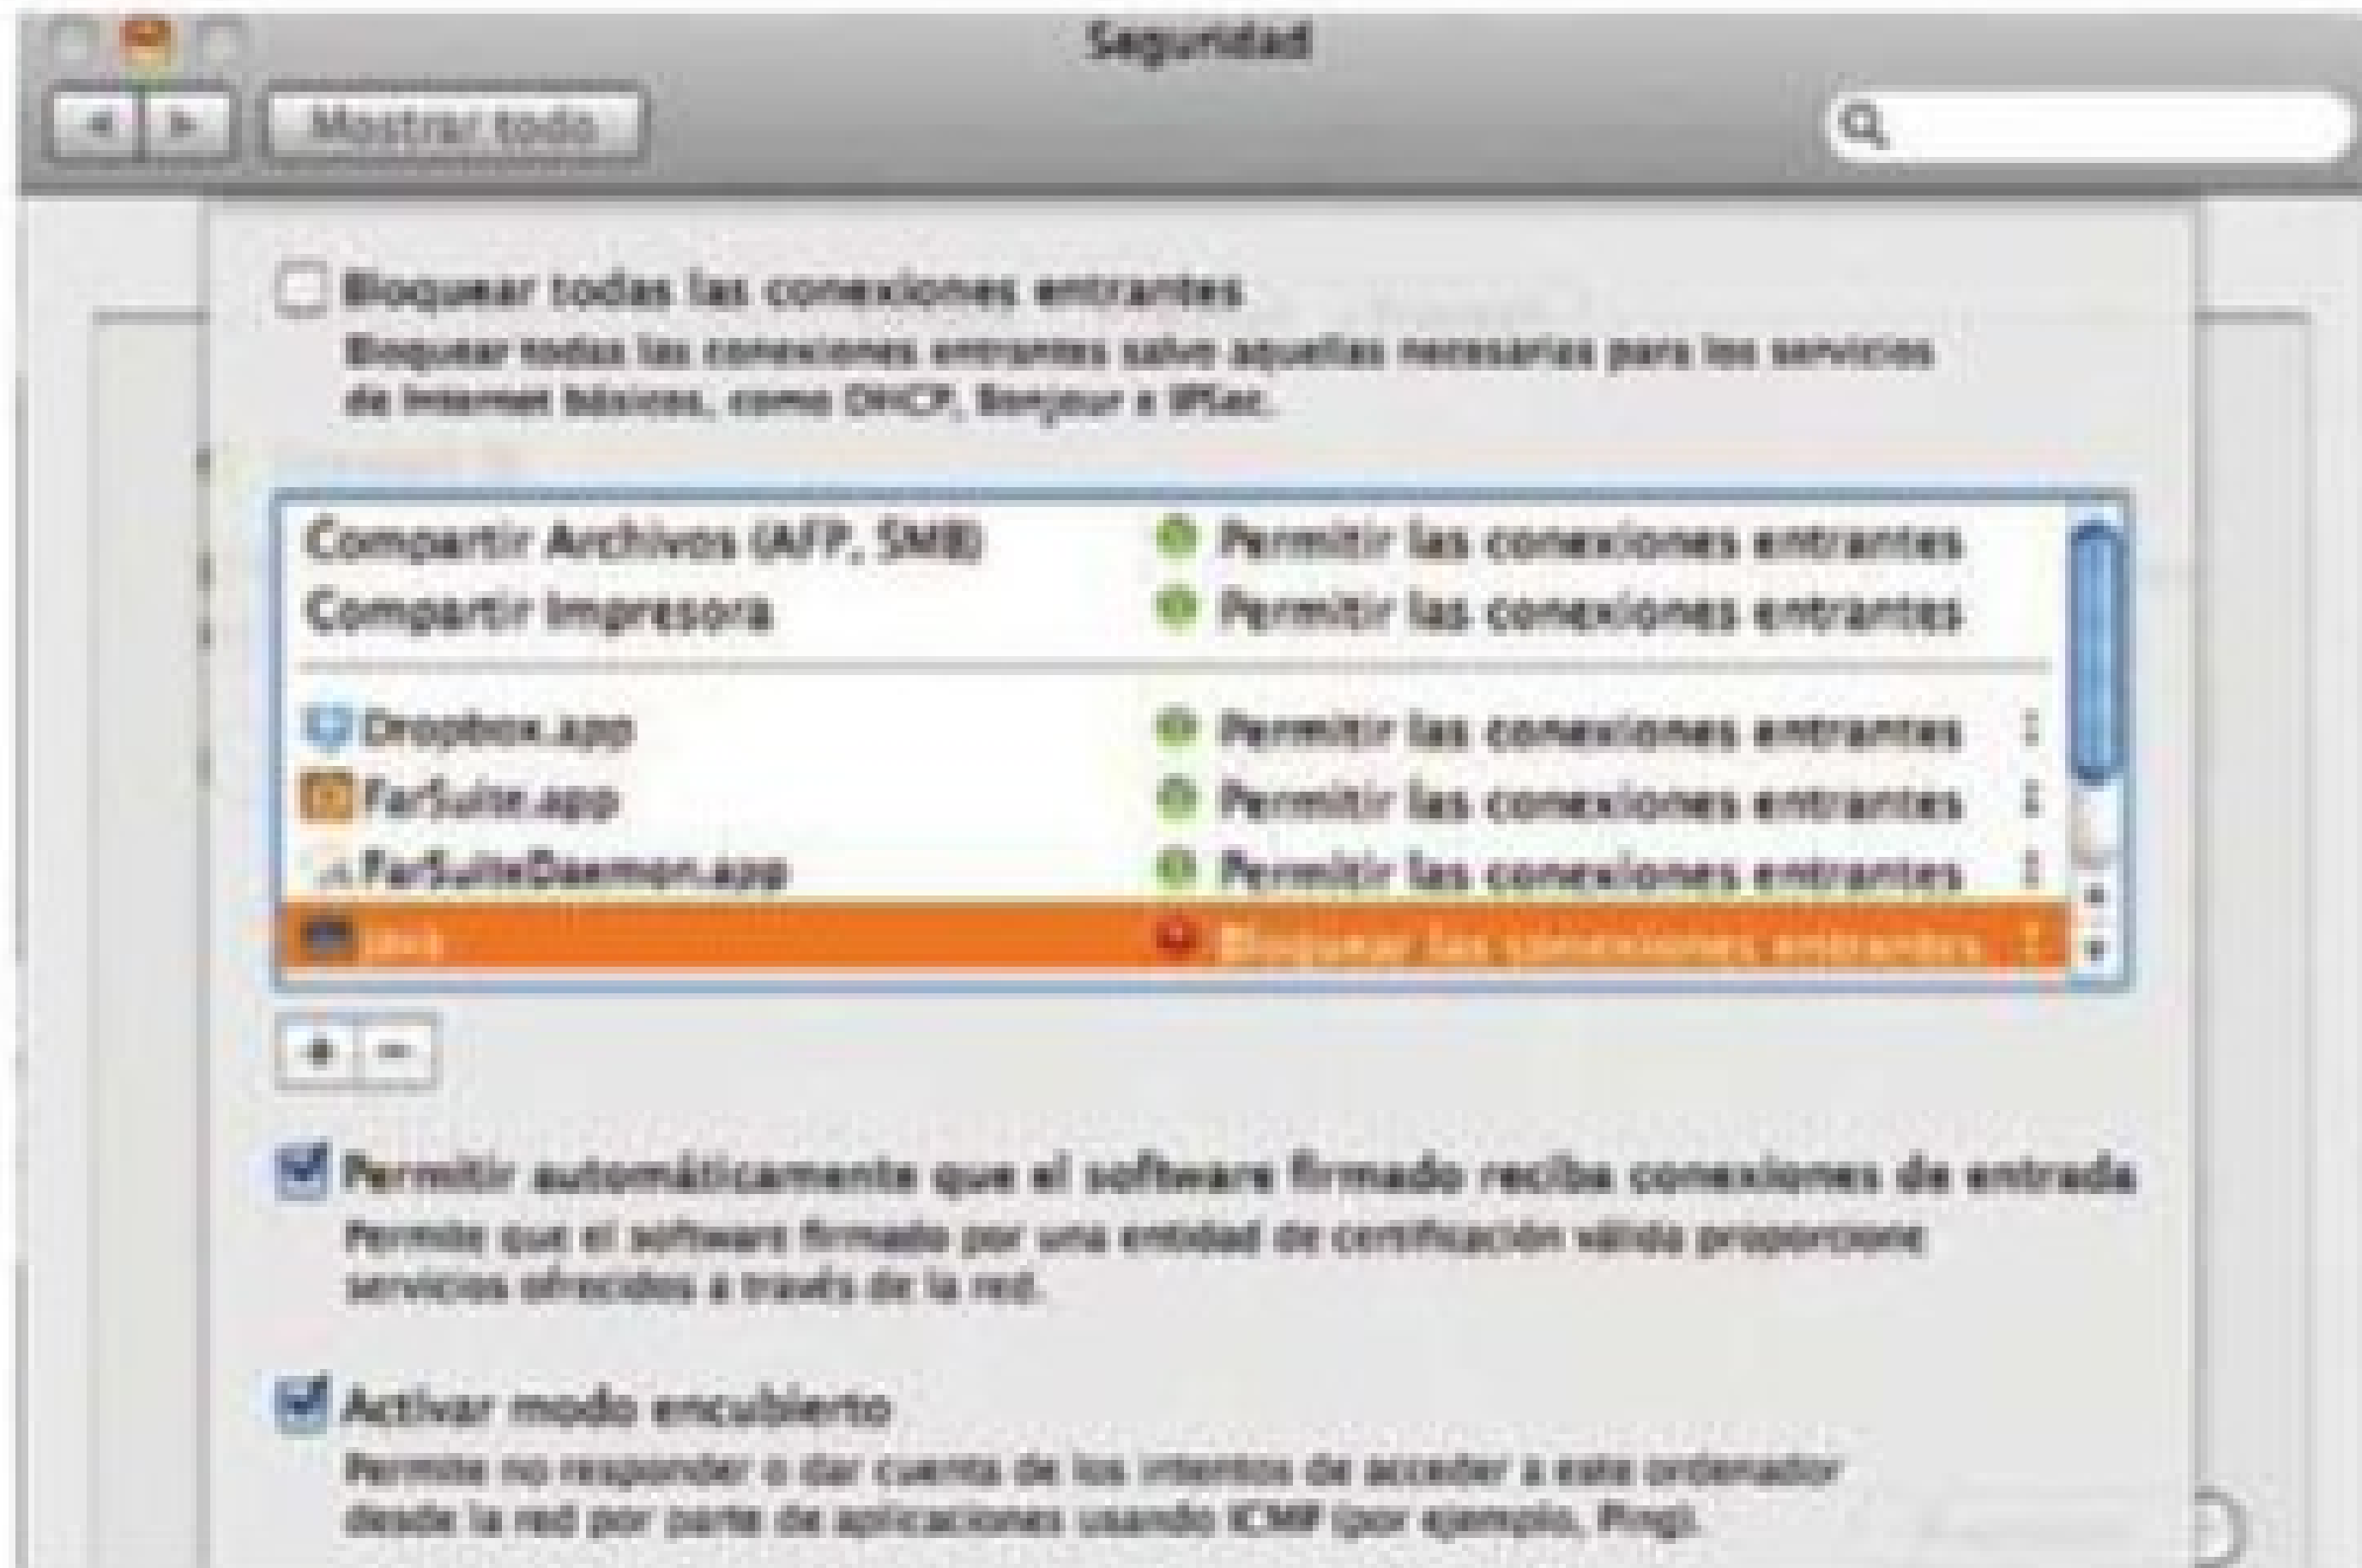 Seguridad
Mostrar todo
Bloquear todas las conexiones entrantes
Bloquear todas las conexiones entrantes salvo aquellas necesarias para los servicios
de Internet básicos, como DHCP, Bonjour e IPSec.
Compartir Archivos (AFP, SMB) Permitir las conexiones entrantes
Compartir Impresora Permitir las conexiones entrantes
Dropbox.app Permitir las conexiones entrantes
FarSuite.app Permitir las conexiones entrantes
FarSuiteDaemon.app Permitir las conexiones entrantes
java Bloquear las conexiones entrantes
Permitir automáticamente que el software firmado reciba conexiones de entrada
Permite que el software firmado por una entidad de certificación válida proporcione
servicios ofrecidos a través de la red.
Activar modo encubierto
Permite no responder o dar cuenta de los intentos de acceder a este ordenador
desde la red por parte de aplicaciones usando ICMP (por ejemplo, Ping).